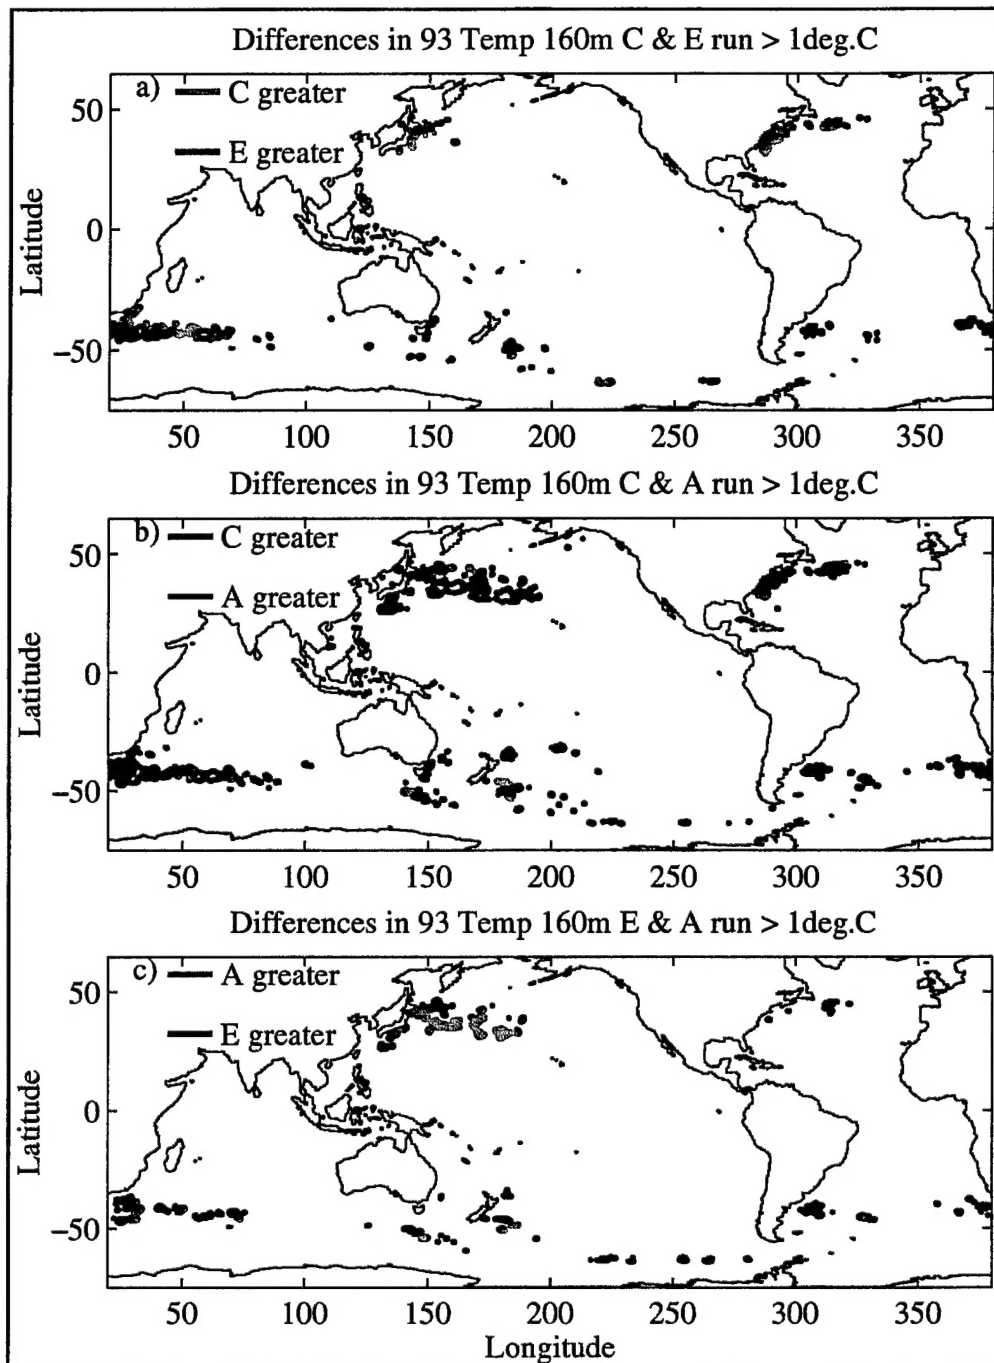 Differences in 93 Temp 160m C & E run > 1deg.C
a)
C greater
E greater
Latitude
50
0
−50
50 100 150 200 250 300 350
Differences in 93 Temp 160m C & A run > 1deg.C
b)
C greater
A greater
Latitude
50
0
−50
50 100 150 200 250 300 350
Differences in 93 Temp 160m E & A run > 1deg.C
c)
A greater
E greater
Latitude
50
0
−50
50 100 150 200 250 300 350
Longitude